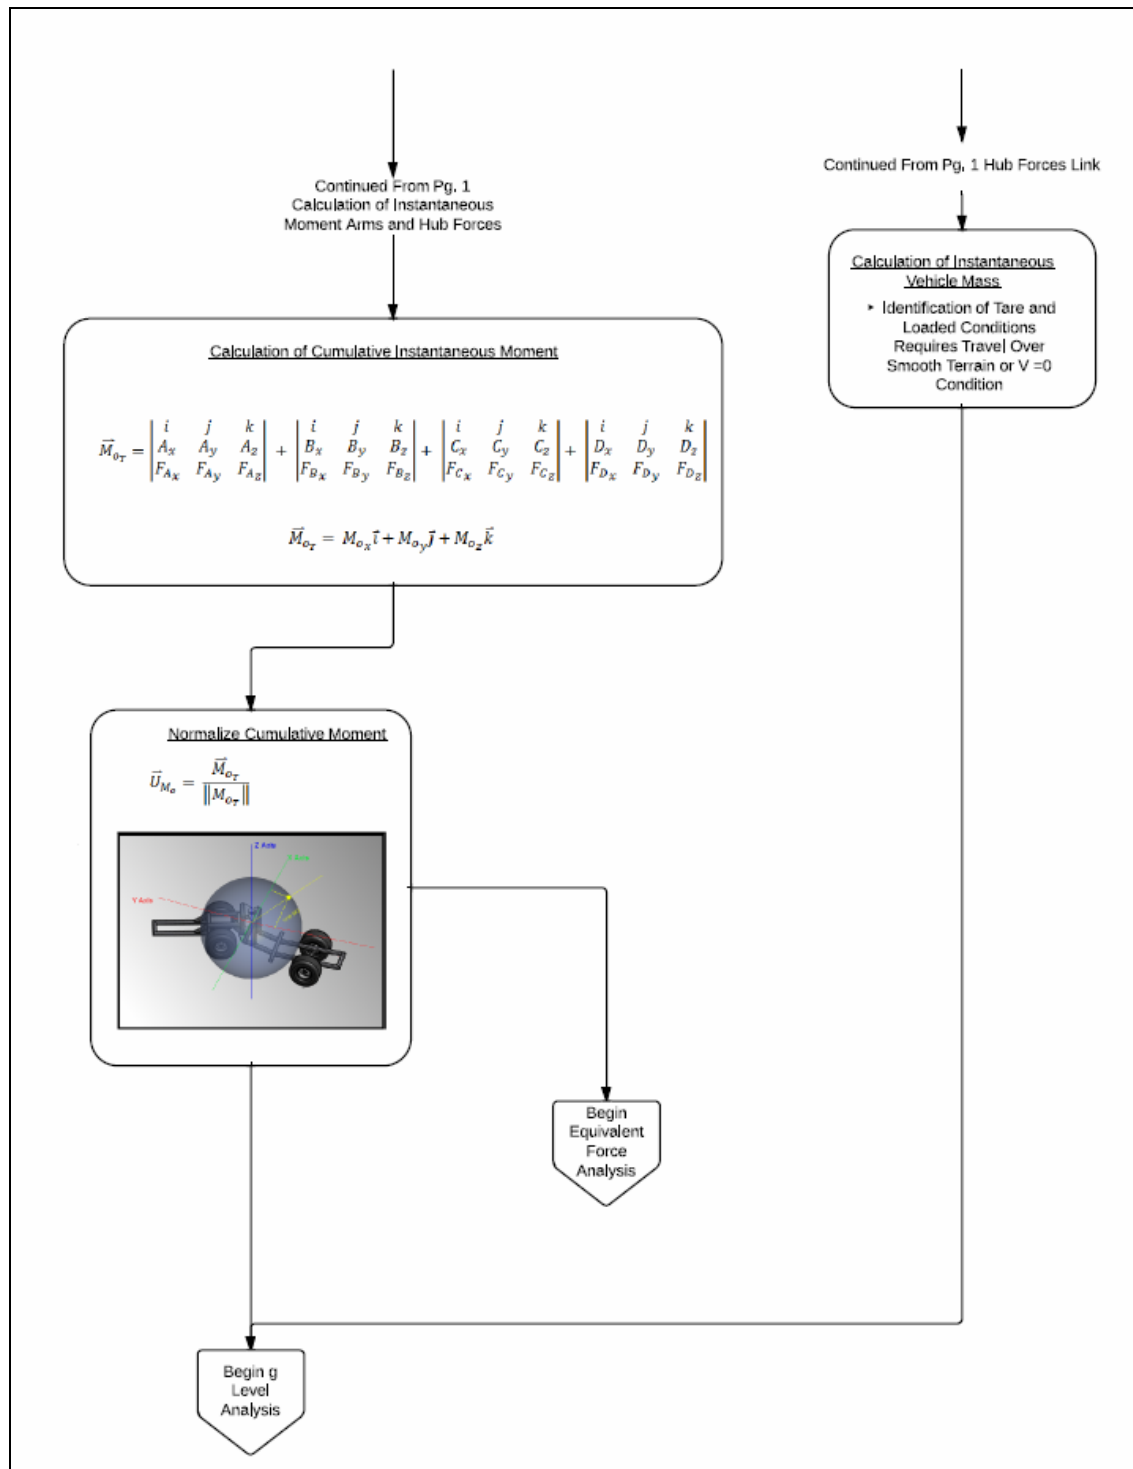 Continued From Pg. 1
Calculation of Instantaneous
Moment Arms and Hub Forces
Continued From Pg. 1 Hub Forces Link
Calculation of Instantaneous
Vehicle Mass
‣ Identification of Tare and
Loaded Conditions
Requires Travel Over
Smooth Terrain or V =0
Condition
Calculation of Cumulative Instantaneous Moment
i j k i j k i j k i j k
M⃗_{o_T} = |A_x A_y A_z| + |B_x B_y B_z| + |C_x C_y C_z| + |D_x D_y D_z|
F_{A_x} F_{A_y} F_{A_z} F_{B_x} F_{B_y} F_{B_z} F_{C_x} F_{C_y} F_{C_z} F_{D_x} F_{D_y} F_{D_z}
M⃗_{o_T} = M_{o_x} i⃗ + M_{o_y} j⃗ + M_{o_z} k⃗
Normalize Cumulative Moment
U⃗_{M_o} = M⃗_{o_T} / ‖M_{o_T}‖
Z Axis
X Axis
Y Axis
Begin
Equivalent
Force
Analysis
Begin g
Level
Analysis